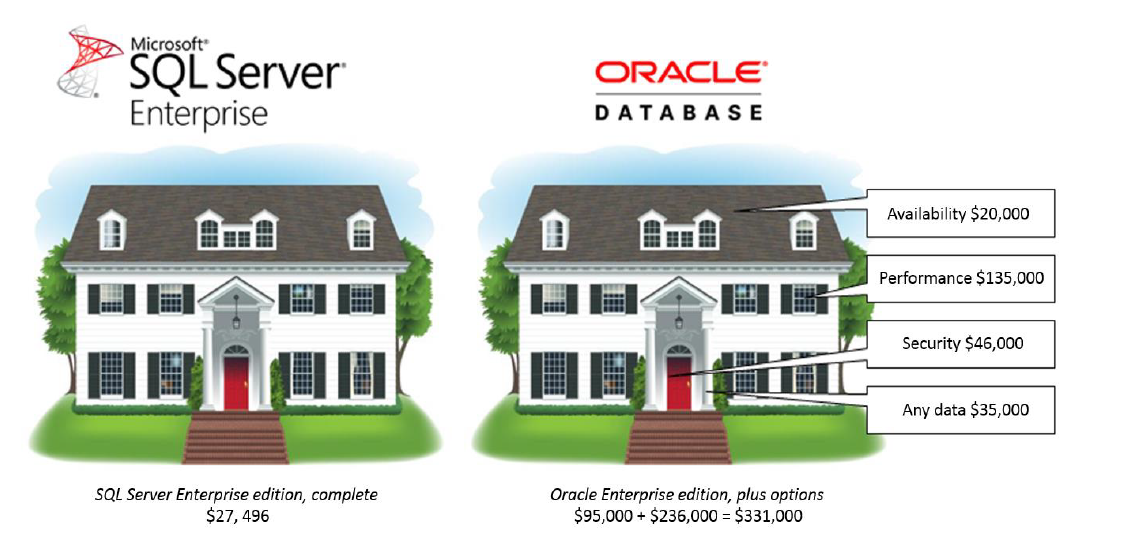 Microsoft®
SQL Server®
Enterprise
ORACLE®
DATABASE
Availability $20,000
Performance $135,000
Security $46,000
Any data $35,000
SQL Server Enterprise edition, complete
$27, 496
Oracle Enterprise edition, plus options
$95,000 + $236,000 = $331,000